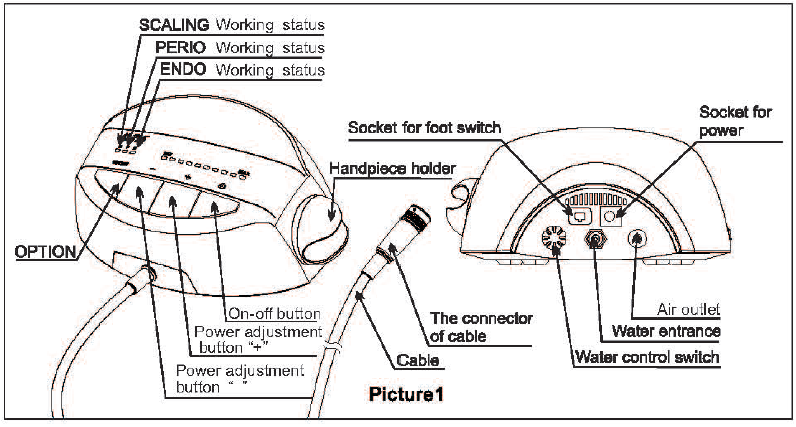 SCALING Working status
PERIO Working status
ENDO Working status
Socket for foot switch
Socket for
power
Handpiece holder
OPTION
On-off button
Power adjustment
button "+"
Power adjustment
button "-"
The connector
of cable
Cable
Air outlet
Water entrance
Water control switch
Picture1